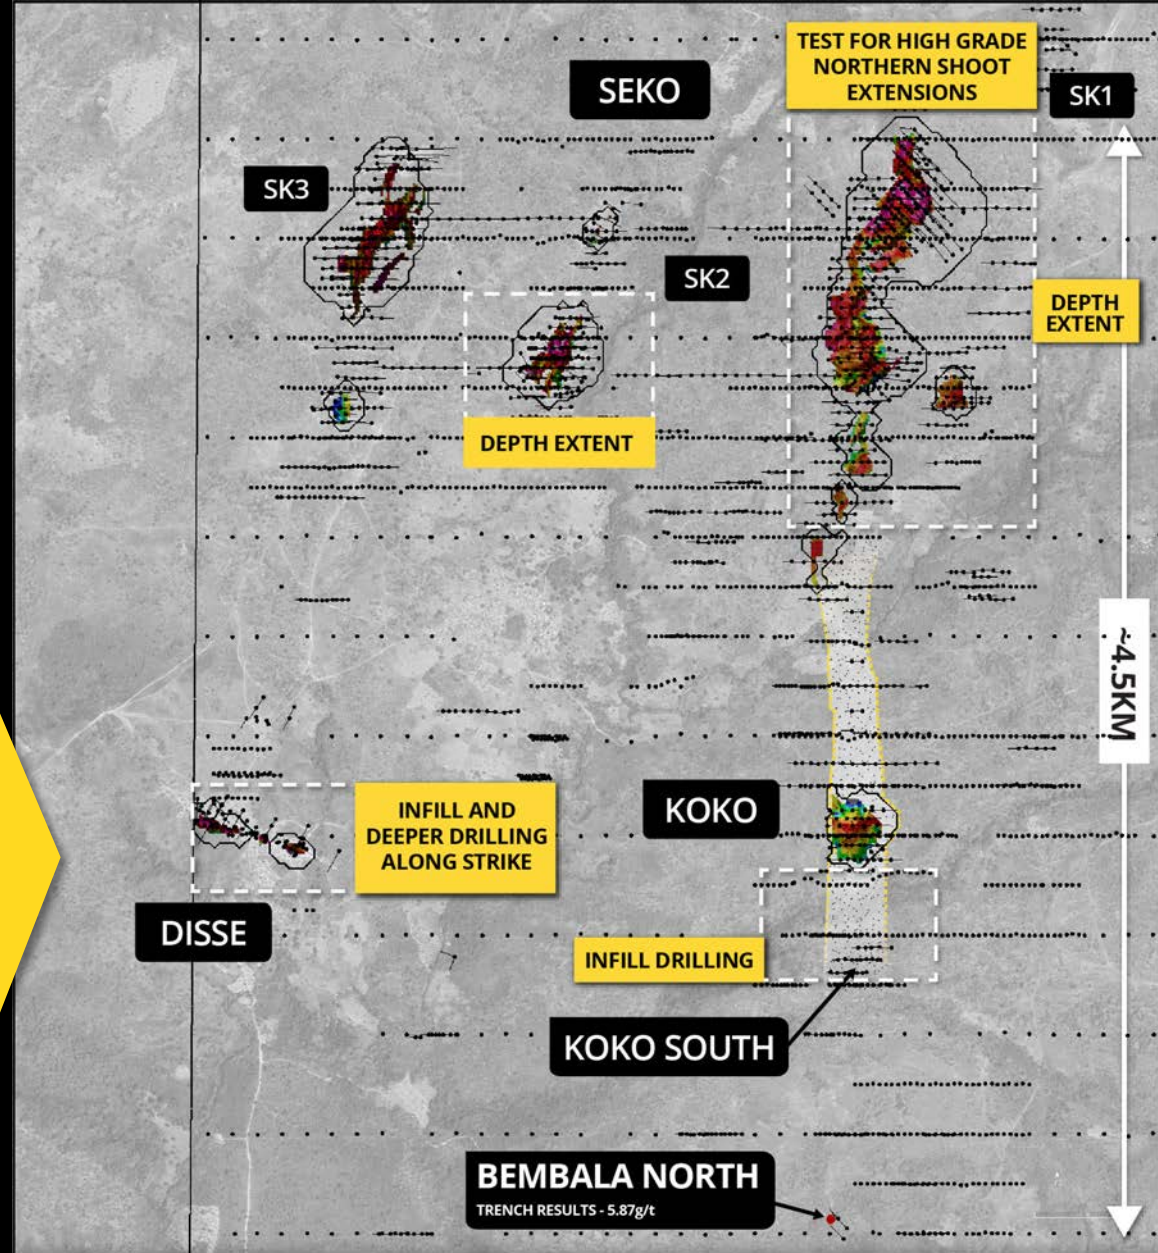 TEST FOR HIGH GRADE
NORTHERN SHOOT
EXTENSIONS
SEKO
SK1
SK3
SK2
DEPTH
EXTENT
DEPTH EXTENT
~4.5KM
INFILL AND
DEEPER DRILLING
ALONG STRIKE
KOKO
DISSE
INFILL DRILLING
KOKO SOUTH
BEMBALA NORTH
TRENCH RESULTS - 5.87g/t